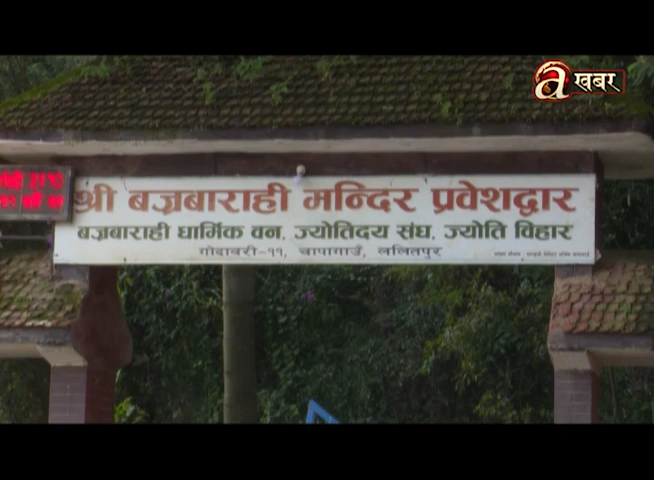 a खबर
श्री बज्रबाराही मन्दिर प्रवेशद्वार
बज्रबाराही धार्मिक वन, ज्योतिदय संघ, ज्योति विहार
गोदावरी-११, चापागाउँ, ललितपुर